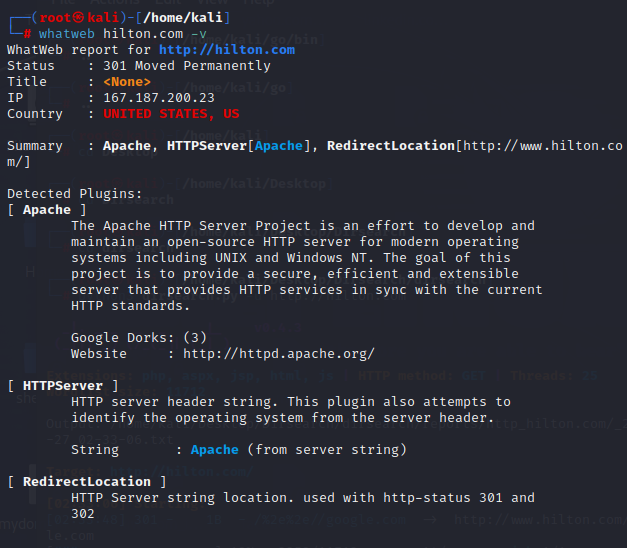 ┌──(root㉿kali)-[/home/kali]
└─# whatweb hilton.com -v
WhatWeb report for http://hilton.com
Status    : 301 Moved Permanently
Title     : <None>
IP        : 167.187.200.23
Country   : UNITED STATES, US
Summary   : Apache, HTTPServer[Apache], RedirectLocation[http://www.hilton.co
m/]
Detected Plugins:
[ Apache ]
The Apache HTTP Server Project is an effort to develop and
maintain an open-source HTTP server for modern operating
systems including UNIX and Windows NT. The goal of this
project is to provide a secure, efficient and extensible
server that provides HTTP services in sync with the current
HTTP standards.
Google Dorks: (3)
Website     : http://httpd.apache.org/
[ HTTPServer ]
HTTP server header string. This plugin also attempts to
identify the operating system from the server header.
String       : Apache (from server string)
[ RedirectLocation ]
HTTP Server string location. used with http-status 301 and
302